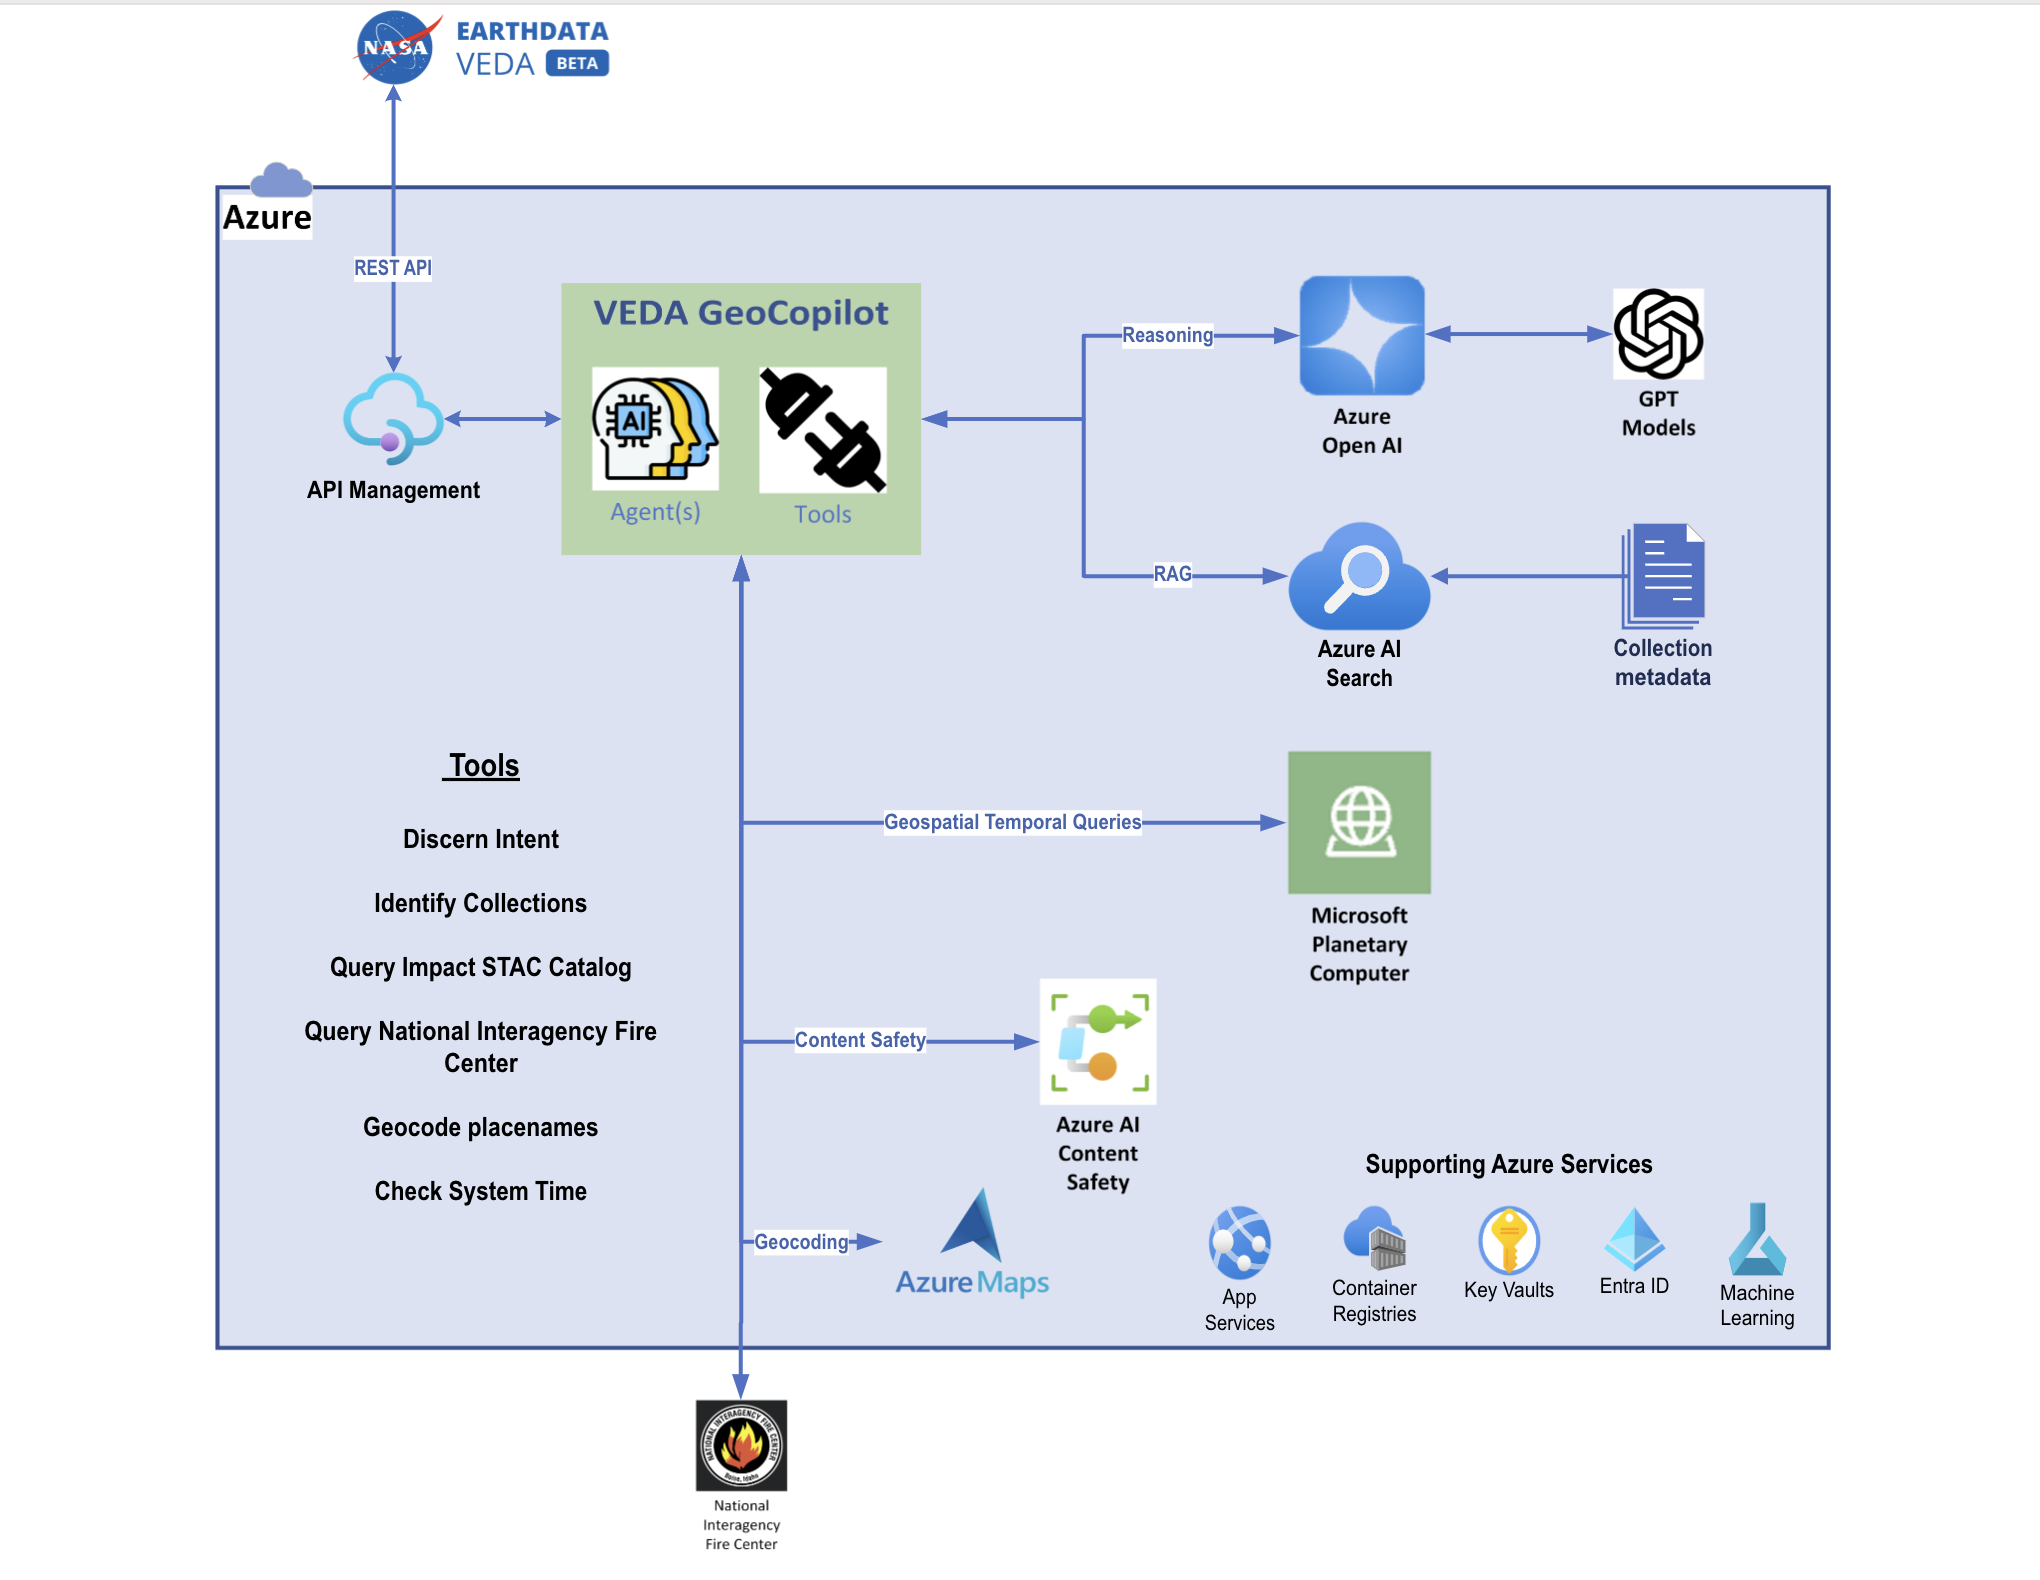 NASA
EARTHDATA
VEDA BETA
Azure
REST API
API Management
VEDA GeoCopilot
AI
Agent(s)
Tools
Reasoning
Azure
Open AI
GPT
Models
RAG
Azure AI
Search
Collection
metadata
Tools
Discern Intent
Identify Collections
Query Impact STAC Catalog
Query National Interagency Fire
Center
Geocode placenames
Check System Time
Geospatial Temporal Queries
Microsoft
Planetary
Computer
Content Safety
Azure AI
Content
Safety
Geocoding
Azure Maps
Supporting Azure Services
App
Services
Container
Registries
Key Vaults
Entra ID
Machine
Learning
NATIONAL INTERAGENCY FIRE CENTER
Boise, Idaho
National
Interagency
Fire Center